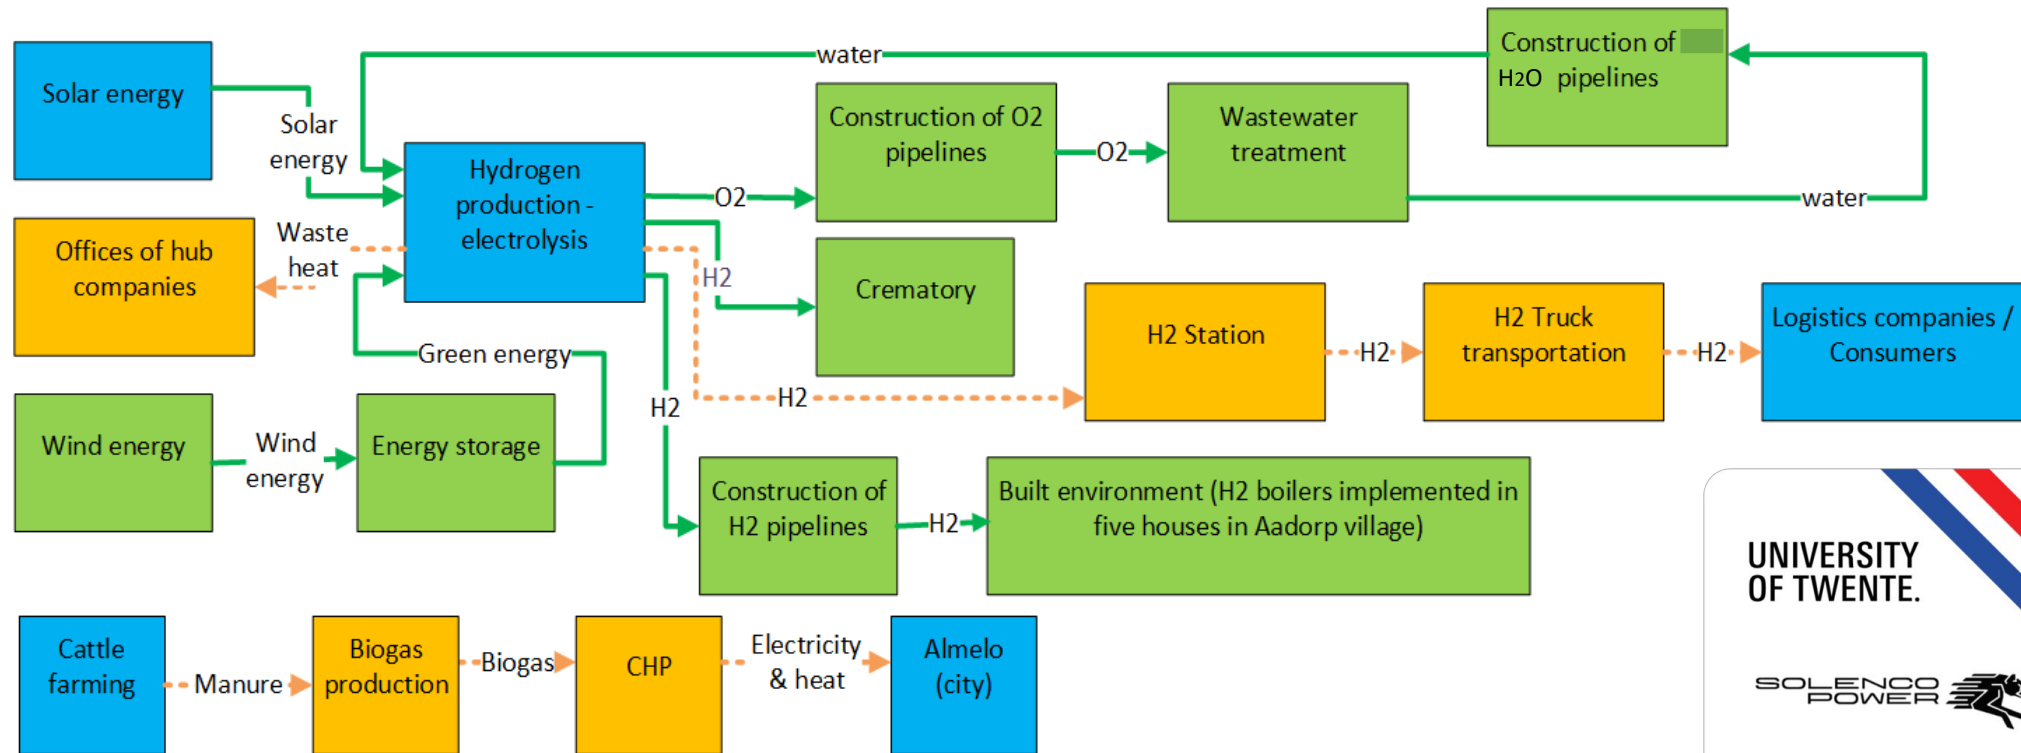 water
Construction of
H2O pipelines
Solar energy
Solar
energy
Construction of O2
pipelines
O2
Wastewater
treatment
Hydrogen
production -
electrolysis
O2
water
Offices of hub
companies
Waste
heat
H2
Crematory
H2 Station
H2
H2 Truck
transportation
H2
Logistics companies /
Consumers
Green energy
H2
H2
Wind energy
Wind
energy
Energy storage
Construction of
H2 pipelines
H2
Built environment (H2 boilers implemented in
five houses in Aadorp village)
Cattle
farming
Manure
Biogas
production
Biogas
CHP
Electricity
& heat
Almelo
(city)
UNIVERSITY
OF TWENTE.
SOLENCO
POWER